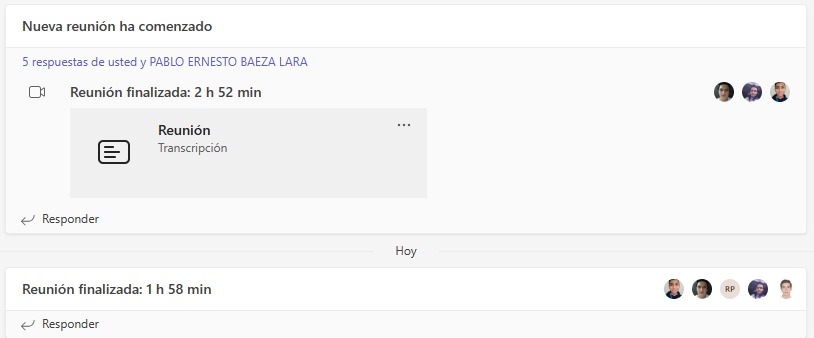 Nueva reunión ha comenzado
5 respuestas de usted y PABLO ERNESTO BAEZA LARA
Reunión finalizada: 2 h 52 min
Reunión
...
Transcripción
Responder
Hoy
Reunión finalizada: 1 h 58 min
RP
Responder